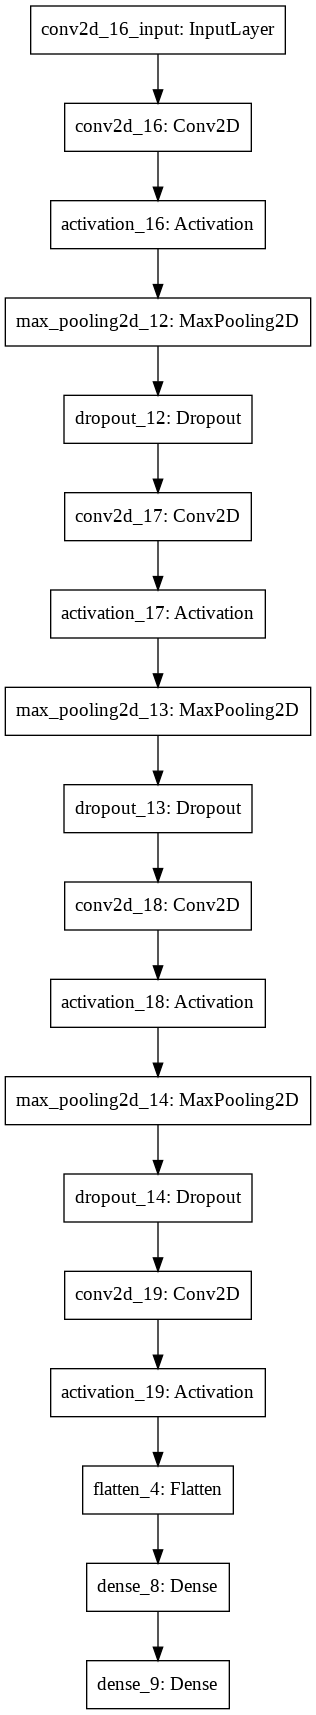 conv2d_16_input: InputLayer
conv2d_16: Conv2D
activation_16: Activation
max_pooling2d_12: MaxPooling2D
dropout_12: Dropout
conv2d_17: Conv2D
activation_17: Activation
max_pooling2d_13: MaxPooling2D
dropout_13: Dropout
conv2d_18: Conv2D
activation_18: Activation
max_pooling2d_14: MaxPooling2D
dropout_14: Dropout
conv2d_19: Conv2D
activation_19: Activation
flatten_4: Flatten
dense_8: Dense
dense_9: Dense